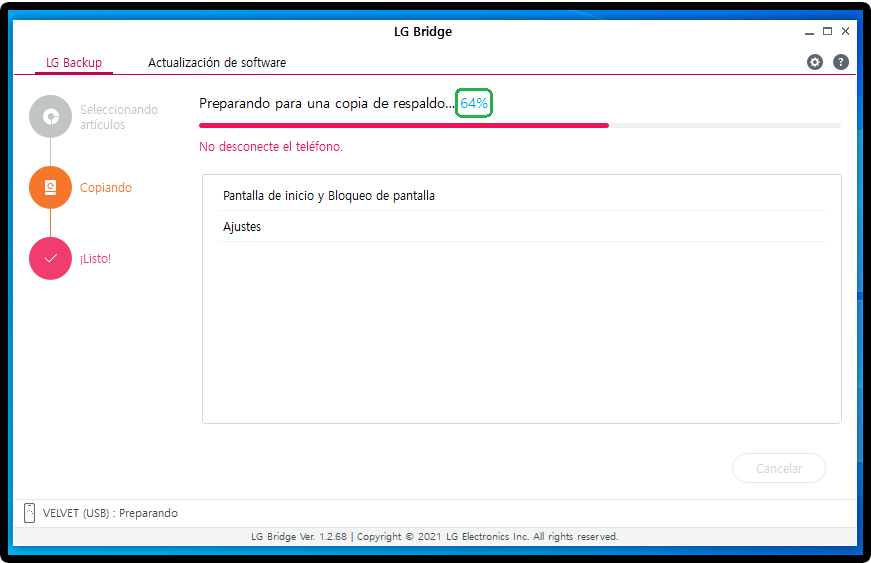 LG Bridge
LG Backup
Actualización de software
?
Seleccionando
artículos
Copiando
¡Listo!
Preparando para una copia de respaldo... 64%
No desconecte el teléfono.
Pantalla de inicio y Bloqueo de pantalla
Ajustes
Cancelar
VELVET (USB) : Preparando
LG Bridge Ver. 1.2.68 | Copyright © 2021 LG Electronics Inc. All rights reserved.